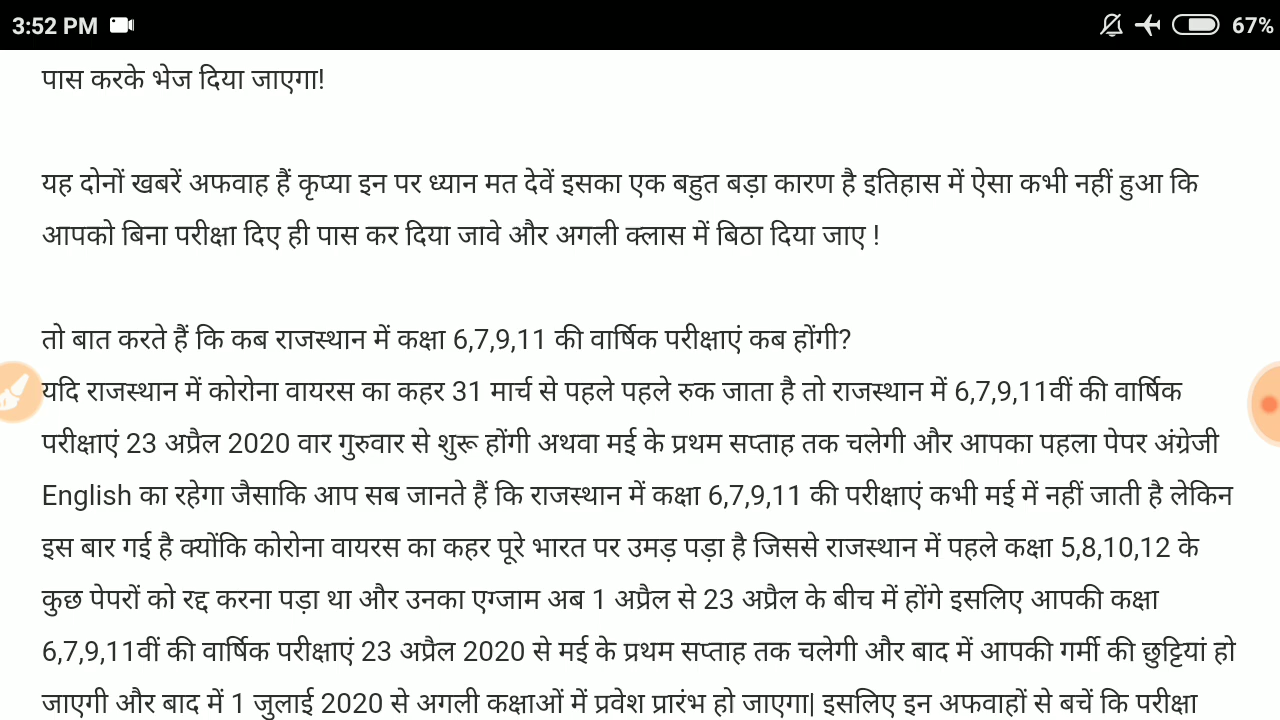 3:52 PM 67%
पास करके भेज दिया जाएगा!
यह दोनों खबरें अफवाह हैं कृप्या इन पर ध्यान मत देवें इसका एक बहुत बड़ा कारण है इतिहास में ऐसा कभी नहीं हुआ कि
आपको बिना परीक्षा दिए ही पास कर दिया जावे और अगली क्लास में बिठा दिया जाए !
तो बात करते हैं कि कब राजस्थान में कक्षा 6,7,9,11 की वार्षिक परीक्षाएं कब होंगी?
यदि राजस्थान में कोरोना वायरस का कहर 31 मार्च से पहले पहले रुक जाता है तो राजस्थान में 6,7,9,11वीं की वार्षिक
परीक्षाएं 23 अप्रैल 2020 वार गुरुवार से शुरू होंगी अथवा मई के प्रथम सप्ताह तक चलेगी और आपका पहला पेपर अंग्रेजी
English का रहेगा जैसाकि आप सब जानते हैं कि राजस्थान में कक्षा 6,7,9,11 की परीक्षाएं कभी मई में नहीं जाती है लेकिन
इस बार गई है क्योंकि कोरोना वायरस का कहर पूरे भारत पर उमड़ पड़ा है जिससे राजस्थान में पहले कक्षा 5,8,10,12 के
कुछ पेपरों को रद्द करना पड़ा था और उनका एग्जाम अब 1 अप्रैल से 23 अप्रैल के बीच में होंगे इसलिए आपकी कक्षा
6,7,9,11वीं की वार्षिक परीक्षाएं 23 अप्रैल 2020 से मई के प्रथम सप्ताह तक चलेगी और बाद में आपकी गर्मी की छुट्टियां हो
जाएगी और बाद में 1 जुलाई 2020 से अगली कक्षाओं में प्रवेश प्रारंभ हो जाएगा| इसलिए इन अफवाहों से बचें कि परीक्षा